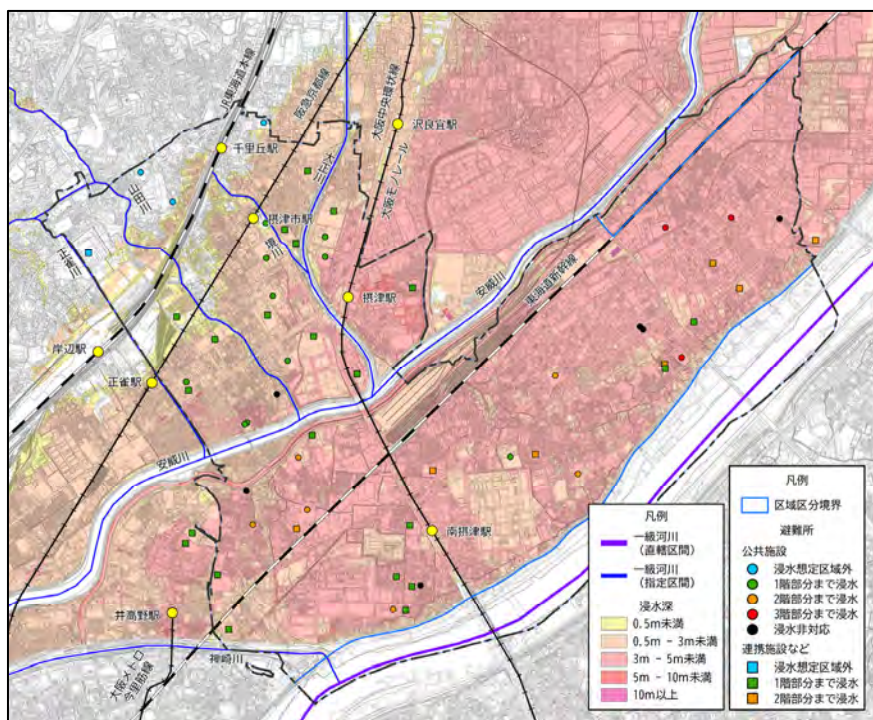 JR東海道本線
阪急京都線
大阪中央環状線
沢良宜駅
千里丘駅
大正川
大阪モノレール
山田川
摂津市駅
境川
正雀川
安威川
東海道新幹線
摂津駅
岸辺駅
正雀駅
安威川
南摂津駅
井高野駅
大阪メトロ
今里筋線
神崎川
凡例
一級河川
(直轄区間)
一級河川
(指定区間)
浸水深
0.5m未満
0.5m - 3m未満
3m - 5m未満
5m - 10m未満
10m以上
凡例
区域区分境界
避難所
公共施設
浸水想定区域外
1階部分まで浸水
2階部分まで浸水
3階部分まで浸水
浸水非対応
連携施設など
浸水想定区域外
1階部分まで浸水
2階部分まで浸水